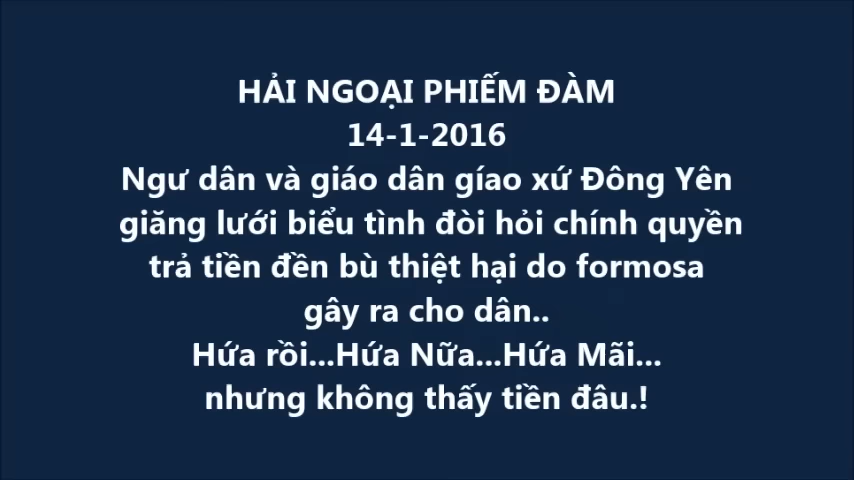 HẢI NGOẠI PHIẾM ĐÀM
14-1-2016
Ngư dân và giáo dân gíao xứ Đông Yên
giăng lưới biểu tình đòi hỏi chính quyền
trả tiền đền bù thiệt hại do formosa
gây ra cho dân..
Hứa rồi...Hứa Nữa...Hứa Mãi...
nhưng không thấy tiền đâu.!